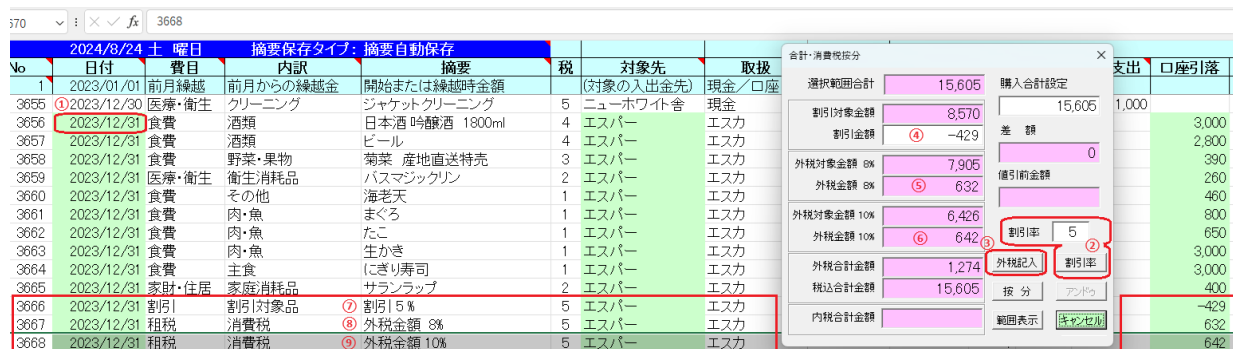 570 fx 3668
2024/8/24 土 曜日 摘要保存タイプ: 摘要自動保存
No 日付 費目 内訳 摘要 税 対象先 取扱 支出 口座引落
1 2023/01/01 前月繰越 前月からの繰越金 開始または繰越時金額 (対象の入出金先) 現金/口座
3655 ①2023/12/30 医療・衛生 クリーニング ジャケットクリーニング 5 ニューホワイト舎 現金 1,000
3656 2023/12/31 食費 酒類 日本酒 吟醸酒 1800ml 4 エスパー エスカ 3,000
3657 2023/12/31 食費 酒類 ビール 4 エスパー エスカ 2,800
3658 2023/12/31 食費 野菜・果物 菊菜 産地直送特売 3 エスパー エスカ 390
3659 2023/12/31 医療・衛生 衛生消耗品 バスマジックリン 2 エスパー エスカ 260
3660 2023/12/31 食費 その他 海老天 1 エスパー エスカ 460
3661 2023/12/31 食費 肉・魚 まぐろ 1 エスパー エスカ 800
3662 2023/12/31 食費 肉・魚 たこ 1 エスパー エスカ 650
3663 2023/12/31 食費 肉・魚 生かき 1 エスパー エスカ 3,000
3664 2023/12/31 食費 主食 にぎり寿司 1 エスパー エスカ 3,000
3665 2023/12/31 家財・住居 家庭消耗品 サランラップ 2 エスパー エスカ 400
3666 2023/12/31 割引 割引対象品 ⑦ 割引5% 5 エスパー エスカ -429
3667 2023/12/31 租税 消費税 ⑧ 外税金額 8% 5 エスパー エスカ 632
3668 2023/12/31 租税 消費税 ⑨ 外税金額 10% 5 エスパー エスカ 642
合計・消費税按分 ×
選択範囲合計 15,605
割引対象金額 8,570
割引金額 ④ -429
外税対象金額 8% 7,905
外税金額 8% ⑤ 632
外税対象金額 10% 6,426
外税金額 10% ⑥ 642
外税合計金額 1,274
税込合計金額 15,605
内税合計金額
購入合計設定
15,605
差 額
0
値引前金額
割引率 5
②
③ 外税記入 割引率
按 分 アンドゥ
範囲表示 キャンセル